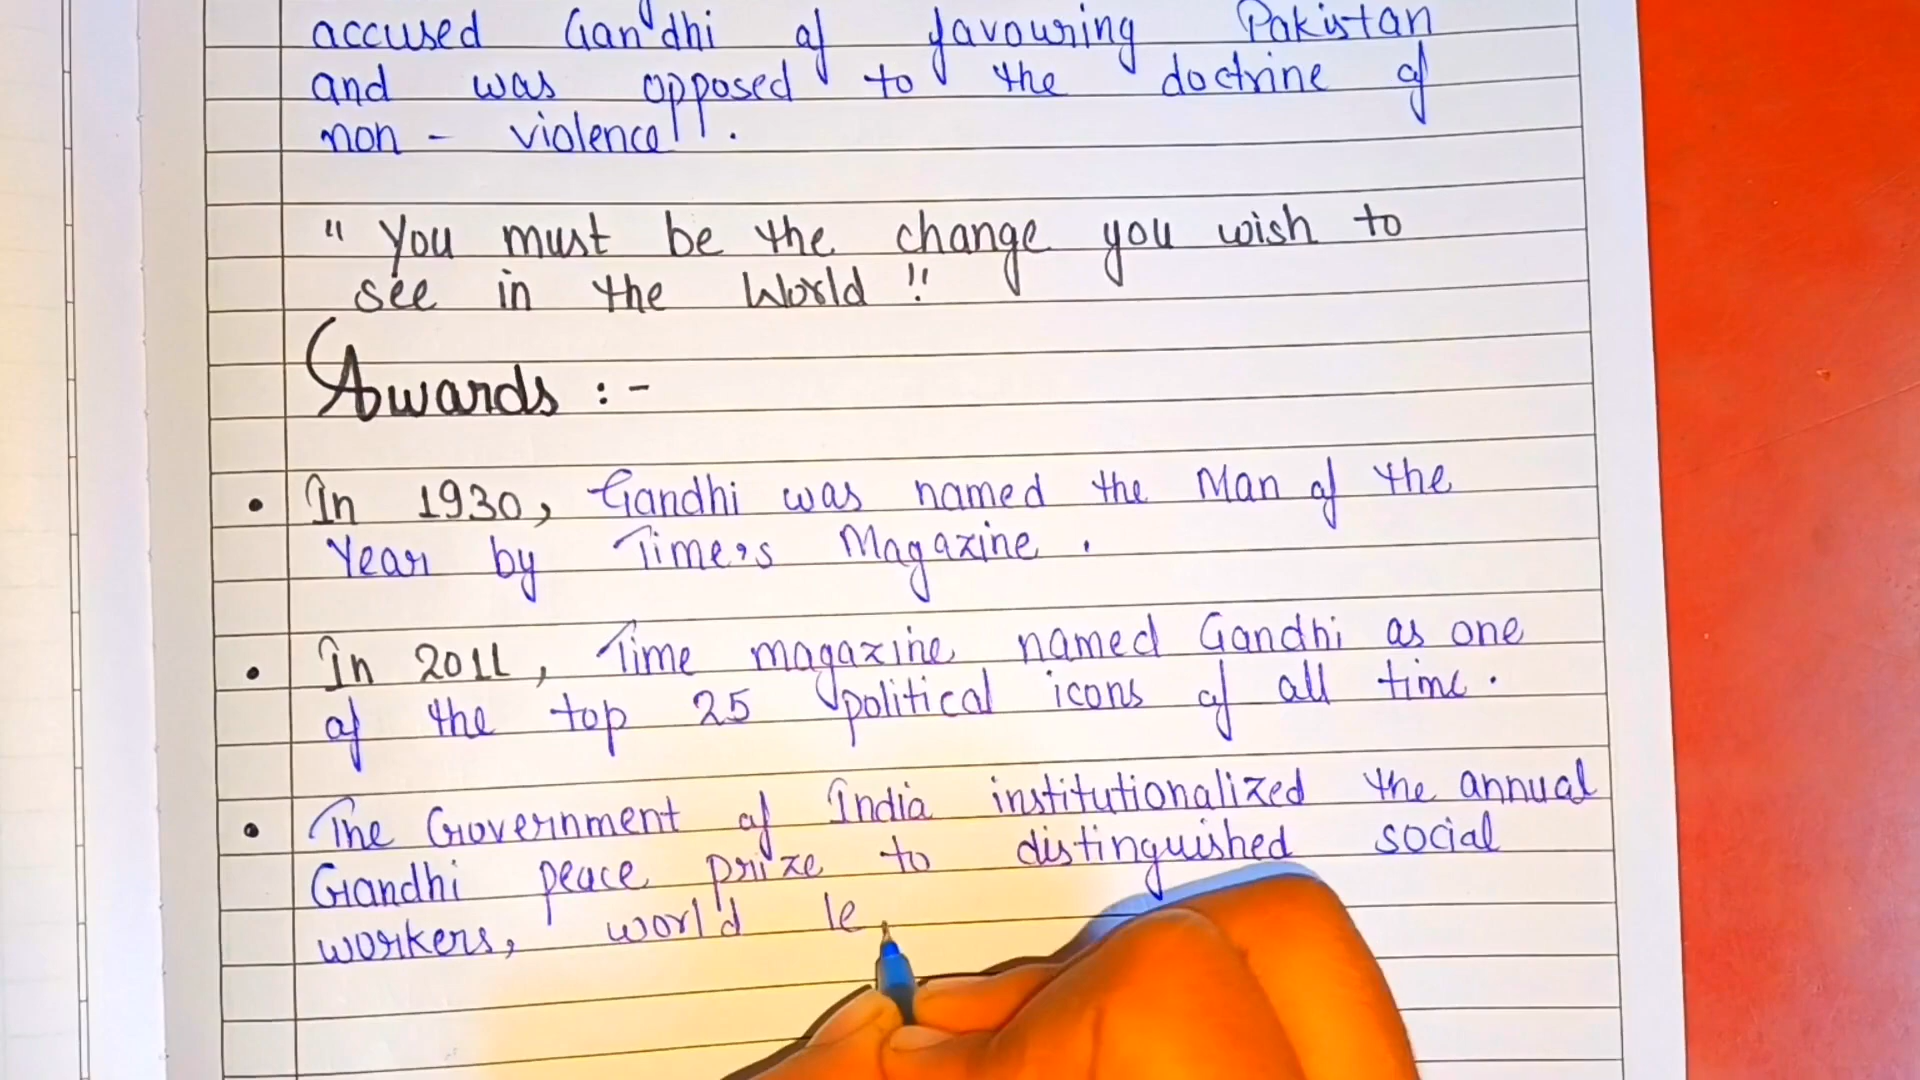 accused Gandhi of favouring Pakistan
and was opposed to the doctrine of
non - violence".
" You must be the change you wish to
see in the World "
Awards :-
• In 1930, Gandhi was named the Man of the
Year by Times Magazine .
• In 2011, Time magazine named Gandhi as one
of the top 25 political icons of all time.
• The Government of India institutionalized the annual
Gandhi peace prize to distinguished social
workers, world le